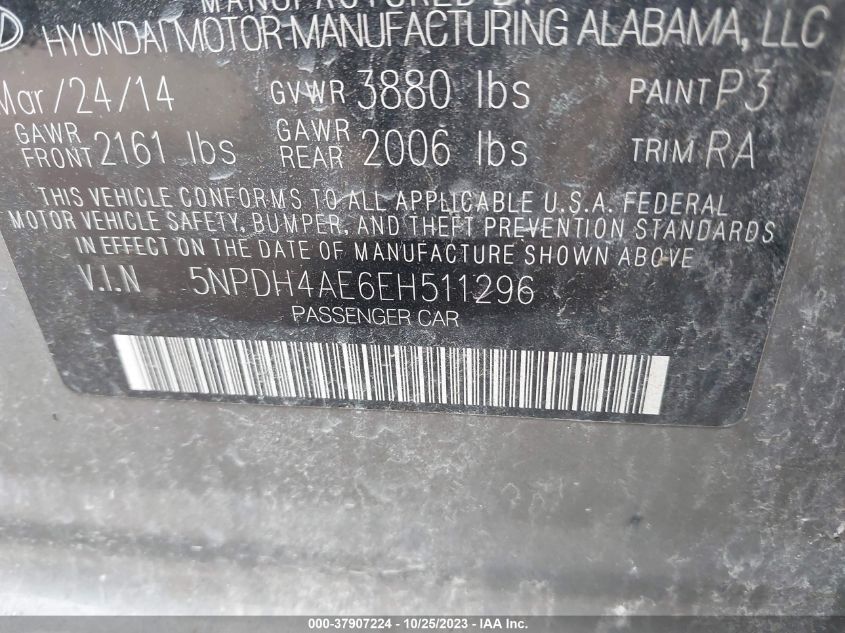 MANUFACTURED BY
HYUNDAI MOTOR MANUFACTURING ALABAMA, LLC
Mar/24/14 GVWR 3880 lbs PAINT P3
GAWR FRONT 2161 lbs GAWR REAR 2006 lbs TRIM RA
THIS VEHICLE CONFORMS TO ALL APPLICABLE U.S.A. FEDERAL
MOTOR VEHICLE SAFETY, BUMPER, AND THEFT PREVENTION STANDARDS
IN EFFECT ON THE DATE OF MANUFACTURE SHOWN ABOVE.
V.I.N 5NPDH4AE6EH511296
PASSENGER CAR
000-37907224 - 10/25/2023 - IAA Inc.